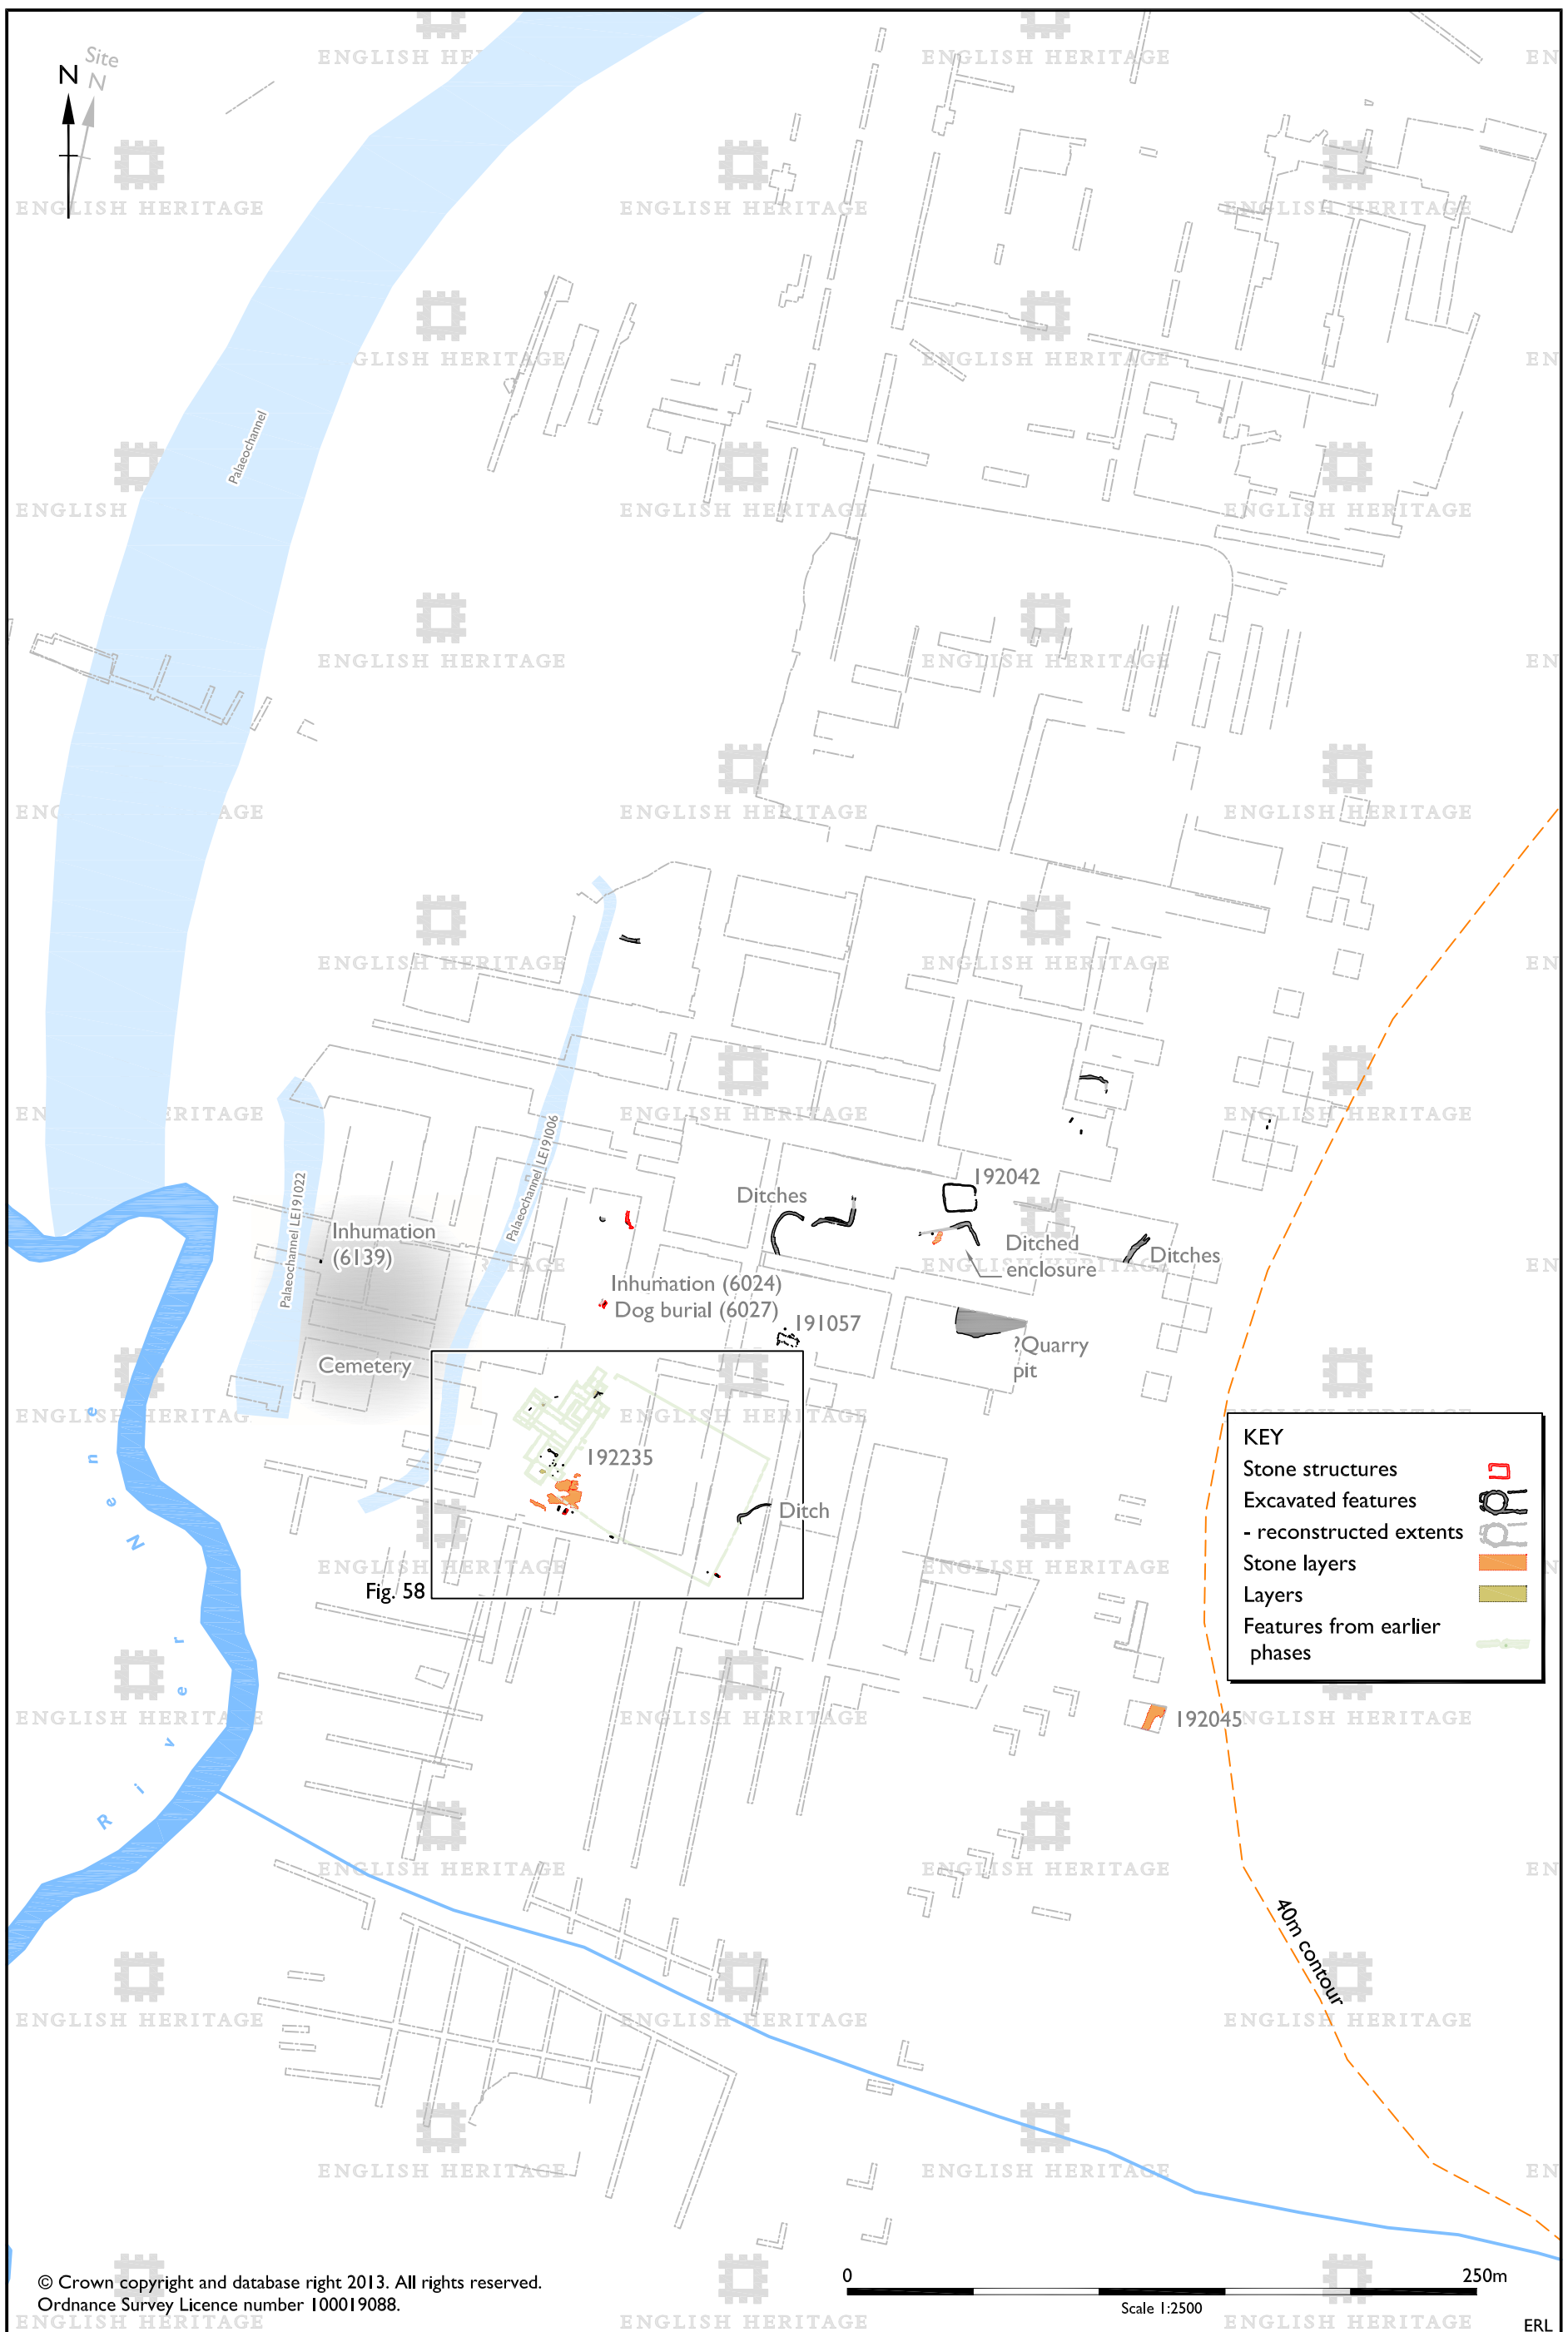 Site
N
N
Palaeochannel
Palaeochannel LE191022
Palaeochannel LE191006
Inhumation
(6139)
Cemetery
Ditches
192042
Ditched
enclosure
Ditches
Inhumation (6024)
Dog burial (6027)
191057
?Quarry
pit
192235
Ditch
Fig. 58
KEY
Stone structures
Excavated features
- reconstructed extents
Stone layers
Layers
Features from earlier
phases
192045
River Nene
40m contour
© Crown copyright and database right 2013. All rights reserved.
Ordnance Survey Licence number 100019088.
0
250m
Scale 1:2500
ERL
ENGLISH HERITAGE